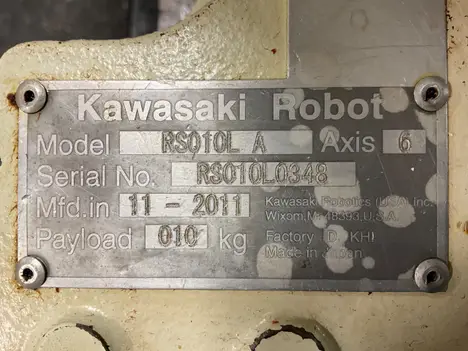 Kawasaki Robot
Model RS010L A Axis 6
Serial No. RS010L0348
Mfd.in 11 - 2011 Kawasaki Robotics (USA), Inc.
Wixom, MI 48393, U.S.A.
Payload 010 kg Factory (D, KHI)
Made in Japan